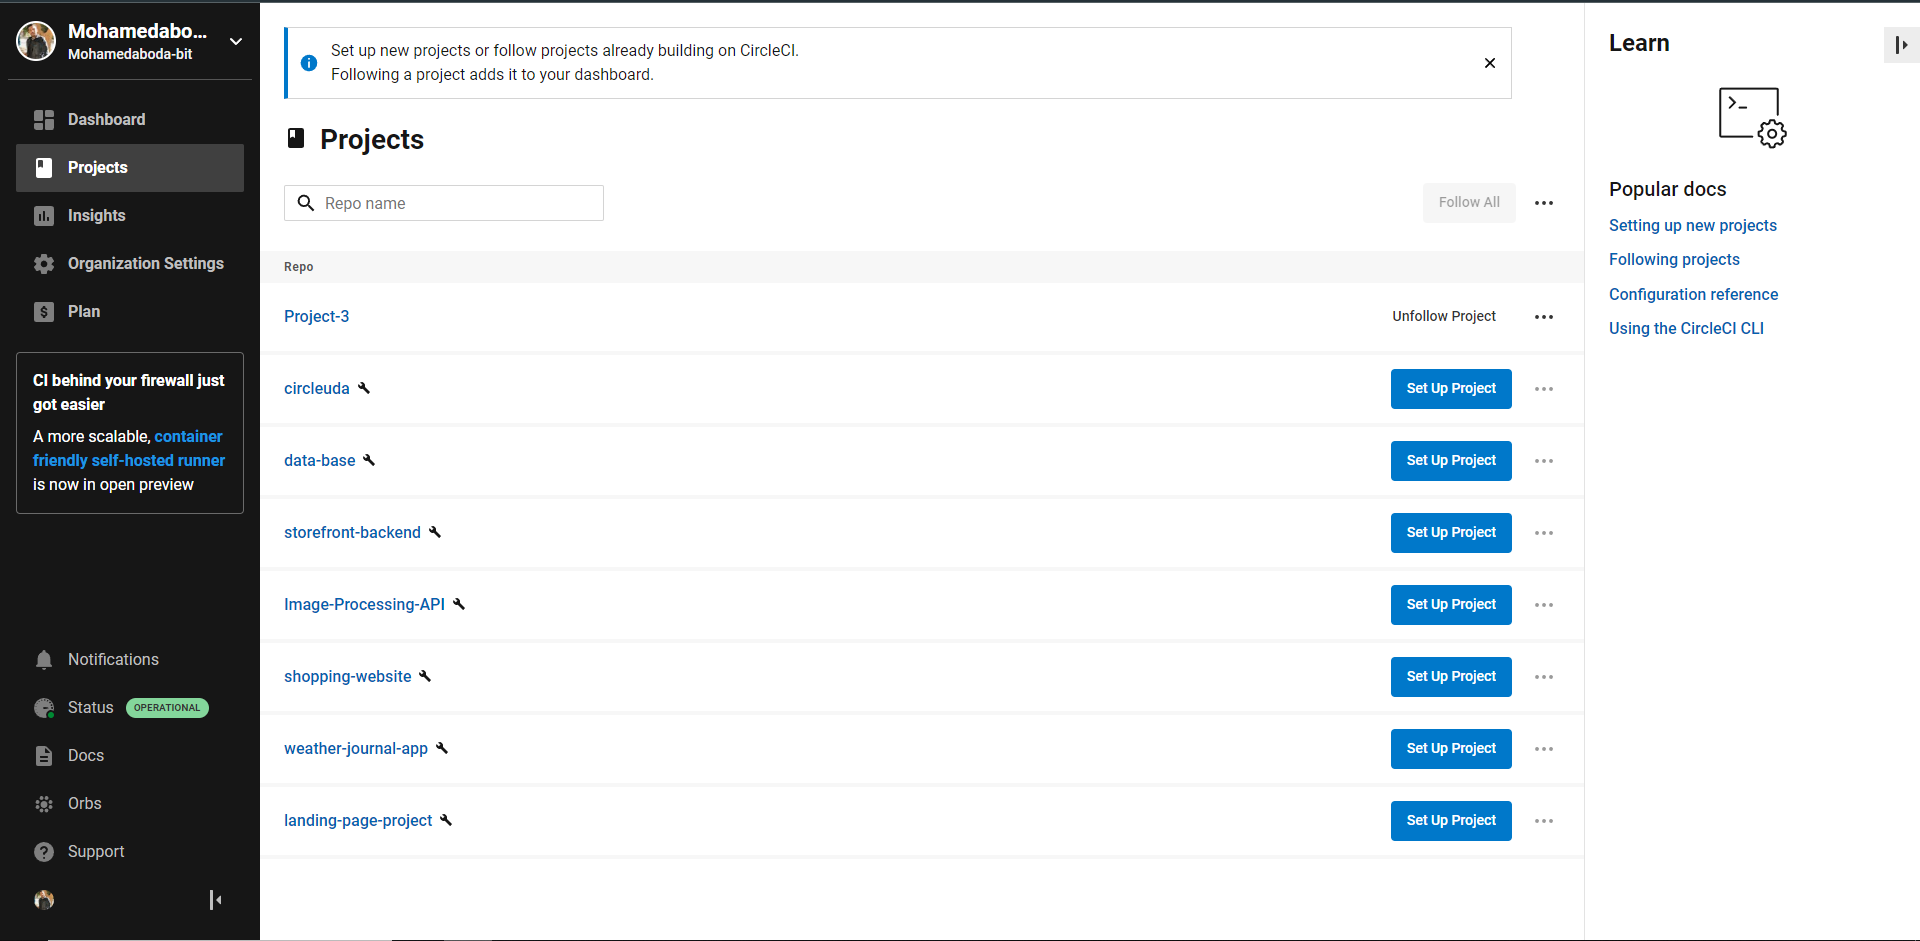 Mohamedabo...
Mohamedaboda-bit
Dashboard
Projects
Insights
Organization Settings
Plan
CI behind your firewall just
got easier
A more scalable, container
friendly self-hosted runner
is now in open preview
Notifications
Status OPERATIONAL
Docs
Orbs
Support
Set up new projects or follow projects already building on CircleCI.
Following a project adds it to your dashboard.
Projects
Repo name
Follow All
Repo
Project-3
Unfollow Project
circleuda
Set Up Project
data-base
Set Up Project
storefront-backend
Set Up Project
Image-Processing-API
Set Up Project
shopping-website
Set Up Project
weather-journal-app
Set Up Project
landing-page-project
Set Up Project
Learn
Popular docs
Setting up new projects
Following projects
Configuration reference
Using the CircleCI CLI